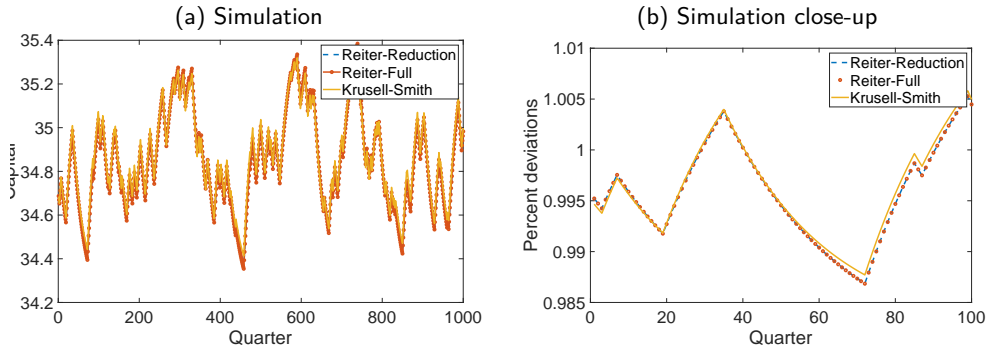 (a) Simulation
35.4
35.2
35
34.8
34.6
34.4
34.2
Capital
0
200
400
600
800
1000
Quarter
Reiter-Reduction
Reiter-Full
Krusell-Smith
(b) Simulation close-up
1.01
1.005
1
0.995
0.99
0.985
Percent deviations
0
20
40
60
80
100
Quarter
Reiter-Reduction
Reiter-Full
Krusell-Smith